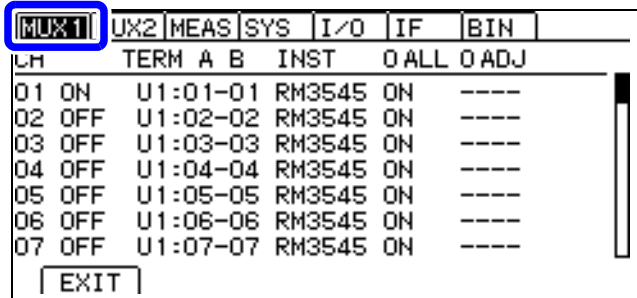 MUX1 UX2 MEAS SYS I/O IF BIN
CH TERM A B INST 0 ALL 0 ADJ
01 ON U1:01-01 RM3545 ON ----
02 OFF U1:02-02 RM3545 ON ----
03 OFF U1:03-03 RM3545 ON ----
04 OFF U1:04-04 RM3545 ON ----
05 OFF U1:05-05 RM3545 ON ----
06 OFF U1:06-06 RM3545 ON ----
07 OFF U1:07-07 RM3545 ON ----
EXIT